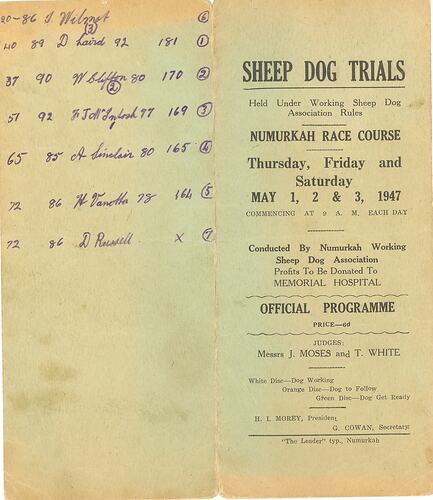 20-86 T. Wilmot ⑥
③
40 89 D Laird 92 181 ①
37 90 W Clifton 80 170 ②
②
51 92 F J McIntosh 77 169 ③
65 85 A Sinclair 80 165 ④
72 86 H Vanotha 78 164 ⑤
72 86 D Russell X ⑦
SHEEP DOG TRIALS
Held Under Working Sheep Dog
Association Rules
NUMURKAH RACE COURSE
Thursday, Friday and
Saturday
MAY 1, 2 & 3, 1947
COMMENCING AT 9 A.M. EACH DAY
Conducted By Numurkah Working
Sheep Dog Association
Profits To Be Donated To
MEMORIAL HOSPITAL
OFFICIAL PROGRAMME
PRICE—6d
JUDGES:
Messrs J. MOSES and T. WHITE
White Disc—Dog Working
Orange Disc—Dog to Follow
Green Disc—Dog Get Ready
H. I. MOREY, President
G. COWAN, Secretary
"The Leader" typ., Numurkah